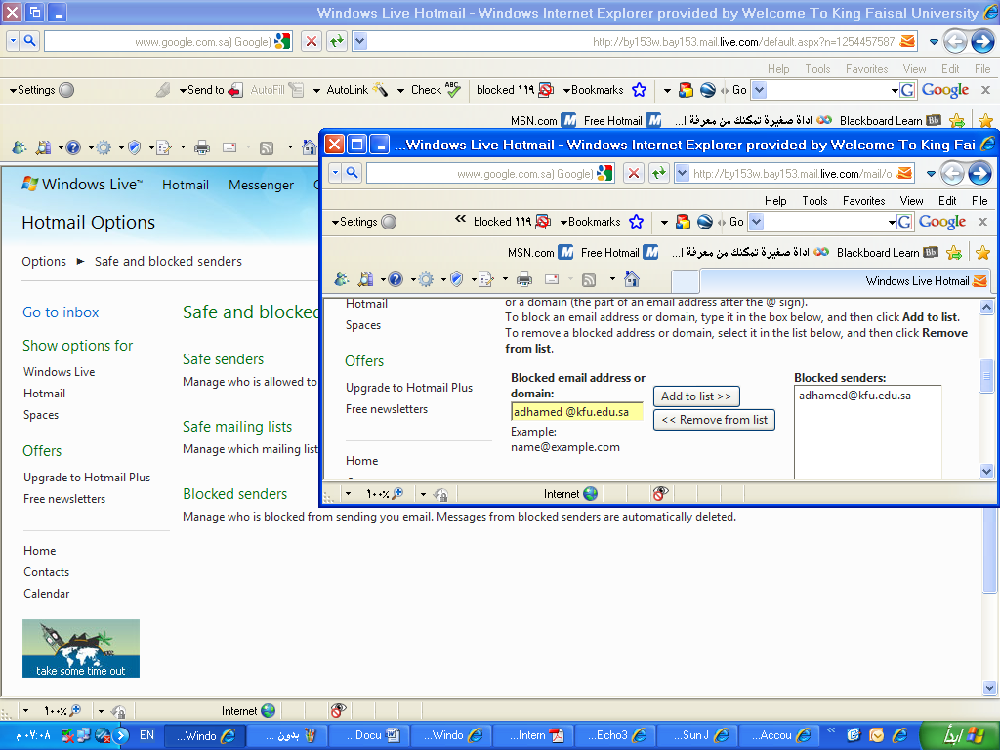 Windows Live Hotmail - Windows Internet Explorer provided by Welcome To King Faisal University
www.google.com.sa) Google)
http://by153w.bay153.mail.live.com/default.aspx?n=1254457587
Help Tools Favorites View Edit File
Settings Send to AutoFill AutoLink Check blocked ١١٩ Bookmarks Go Google
MSN.com Free Hotmail اداة صغيرة تمكنك من معرفة ا... Blackboard Learn
Windows Live™ Hotmail Messenger
Hotmail Options
Options ► Safe and blocked senders
Go to inbox
Show options for
Windows Live
Hotmail
Spaces
Offers
Upgrade to Hotmail Plus
Free newsletters
Home
Contacts
Calendar
take some time out
Safe and blocked
Safe senders
Manage who is allowed to
Safe mailing lists
Manage which mailing list
Blocked senders
Manage who is blocked from sending you email. Messages from blocked senders are automatically deleted.
...Windows Live Hotmail - Windows Internet Explorer provided by Welcome To King Fai
www.google.com.sa) Google)
http://by153w.bay153.mail.live.com/mail/o
Help Tools Favorites View Edit File
Settings blocked ١١٩ Bookmarks Go Google
MSN.com Free Hotmail اداة صغيرة تمكنك من معرفة ا... Blackboard Learn
Windows Live Hotmail
Hotmail
Spaces
Offers
Upgrade to Hotmail Plus
Free newsletters
Home
or a domain (the part of an email address after the @ sign).
To block an email address or domain, type it in the box below, and then click Add to list.
To remove a blocked address or domain, select it in the list below, and then click Remove
from list.
Blocked email address or
domain:
adhamed @kfu.edu.sa
Example:
name@example.com
Add to list >>
<< Remove from list
Blocked senders:
adhamed@kfu.edu.sa
١٠٠% Internet
١٠٠% Internet
٠٧:٠٨ م EN ...Windo بدون ... ...Docu ...Windo ...Intern ...Echo3 ...Sun J ...Accou ابدأ